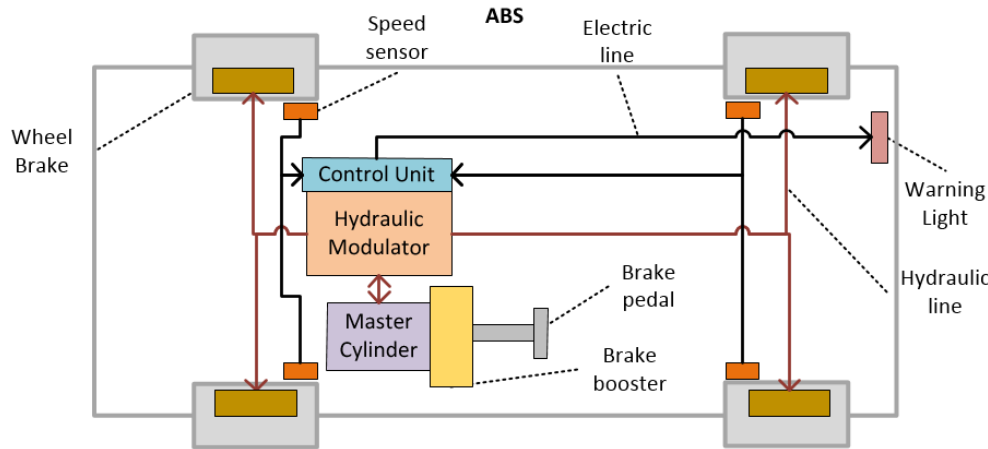 ABS
Speed
sensor
Electric
line
Wheel
Brake
Control Unit
Hydraulic
Modulator
Warning
Light
Hydraulic
line
Brake
pedal
Master
Cylinder
Brake
booster